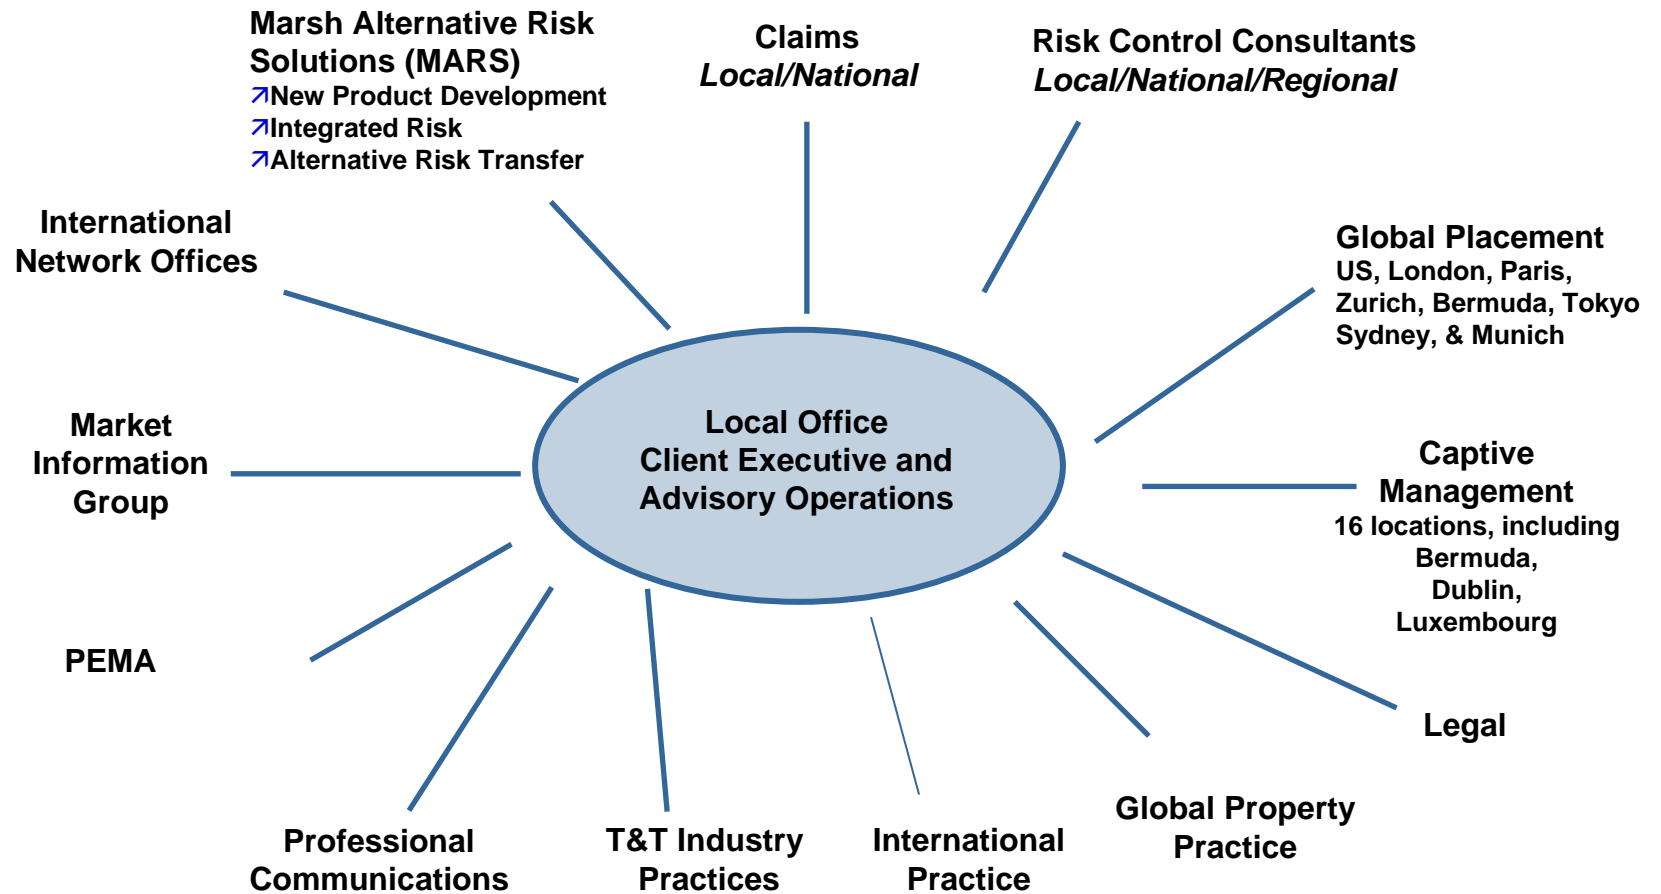 Marsh Alternative Risk
Solutions (MARS)
New Product Development
Integrated Risk
Alternative Risk Transfer
Claims
Local/National
Risk Control Consultants
Local/National/Regional
International
Network Offices
Global Placement
US, London, Paris,
Zurich, Bermuda, Tokyo
Sydney, & Munich
Market
Information
Group
Local Office
Client Executive and
Advisory Operations
Captive
Management
16 locations, including
Bermuda,
Dublin,
Luxembourg
PEMA
Legal
Professional
Communications
T&T Industry
Practices
International
Practice
Global Property
Practice